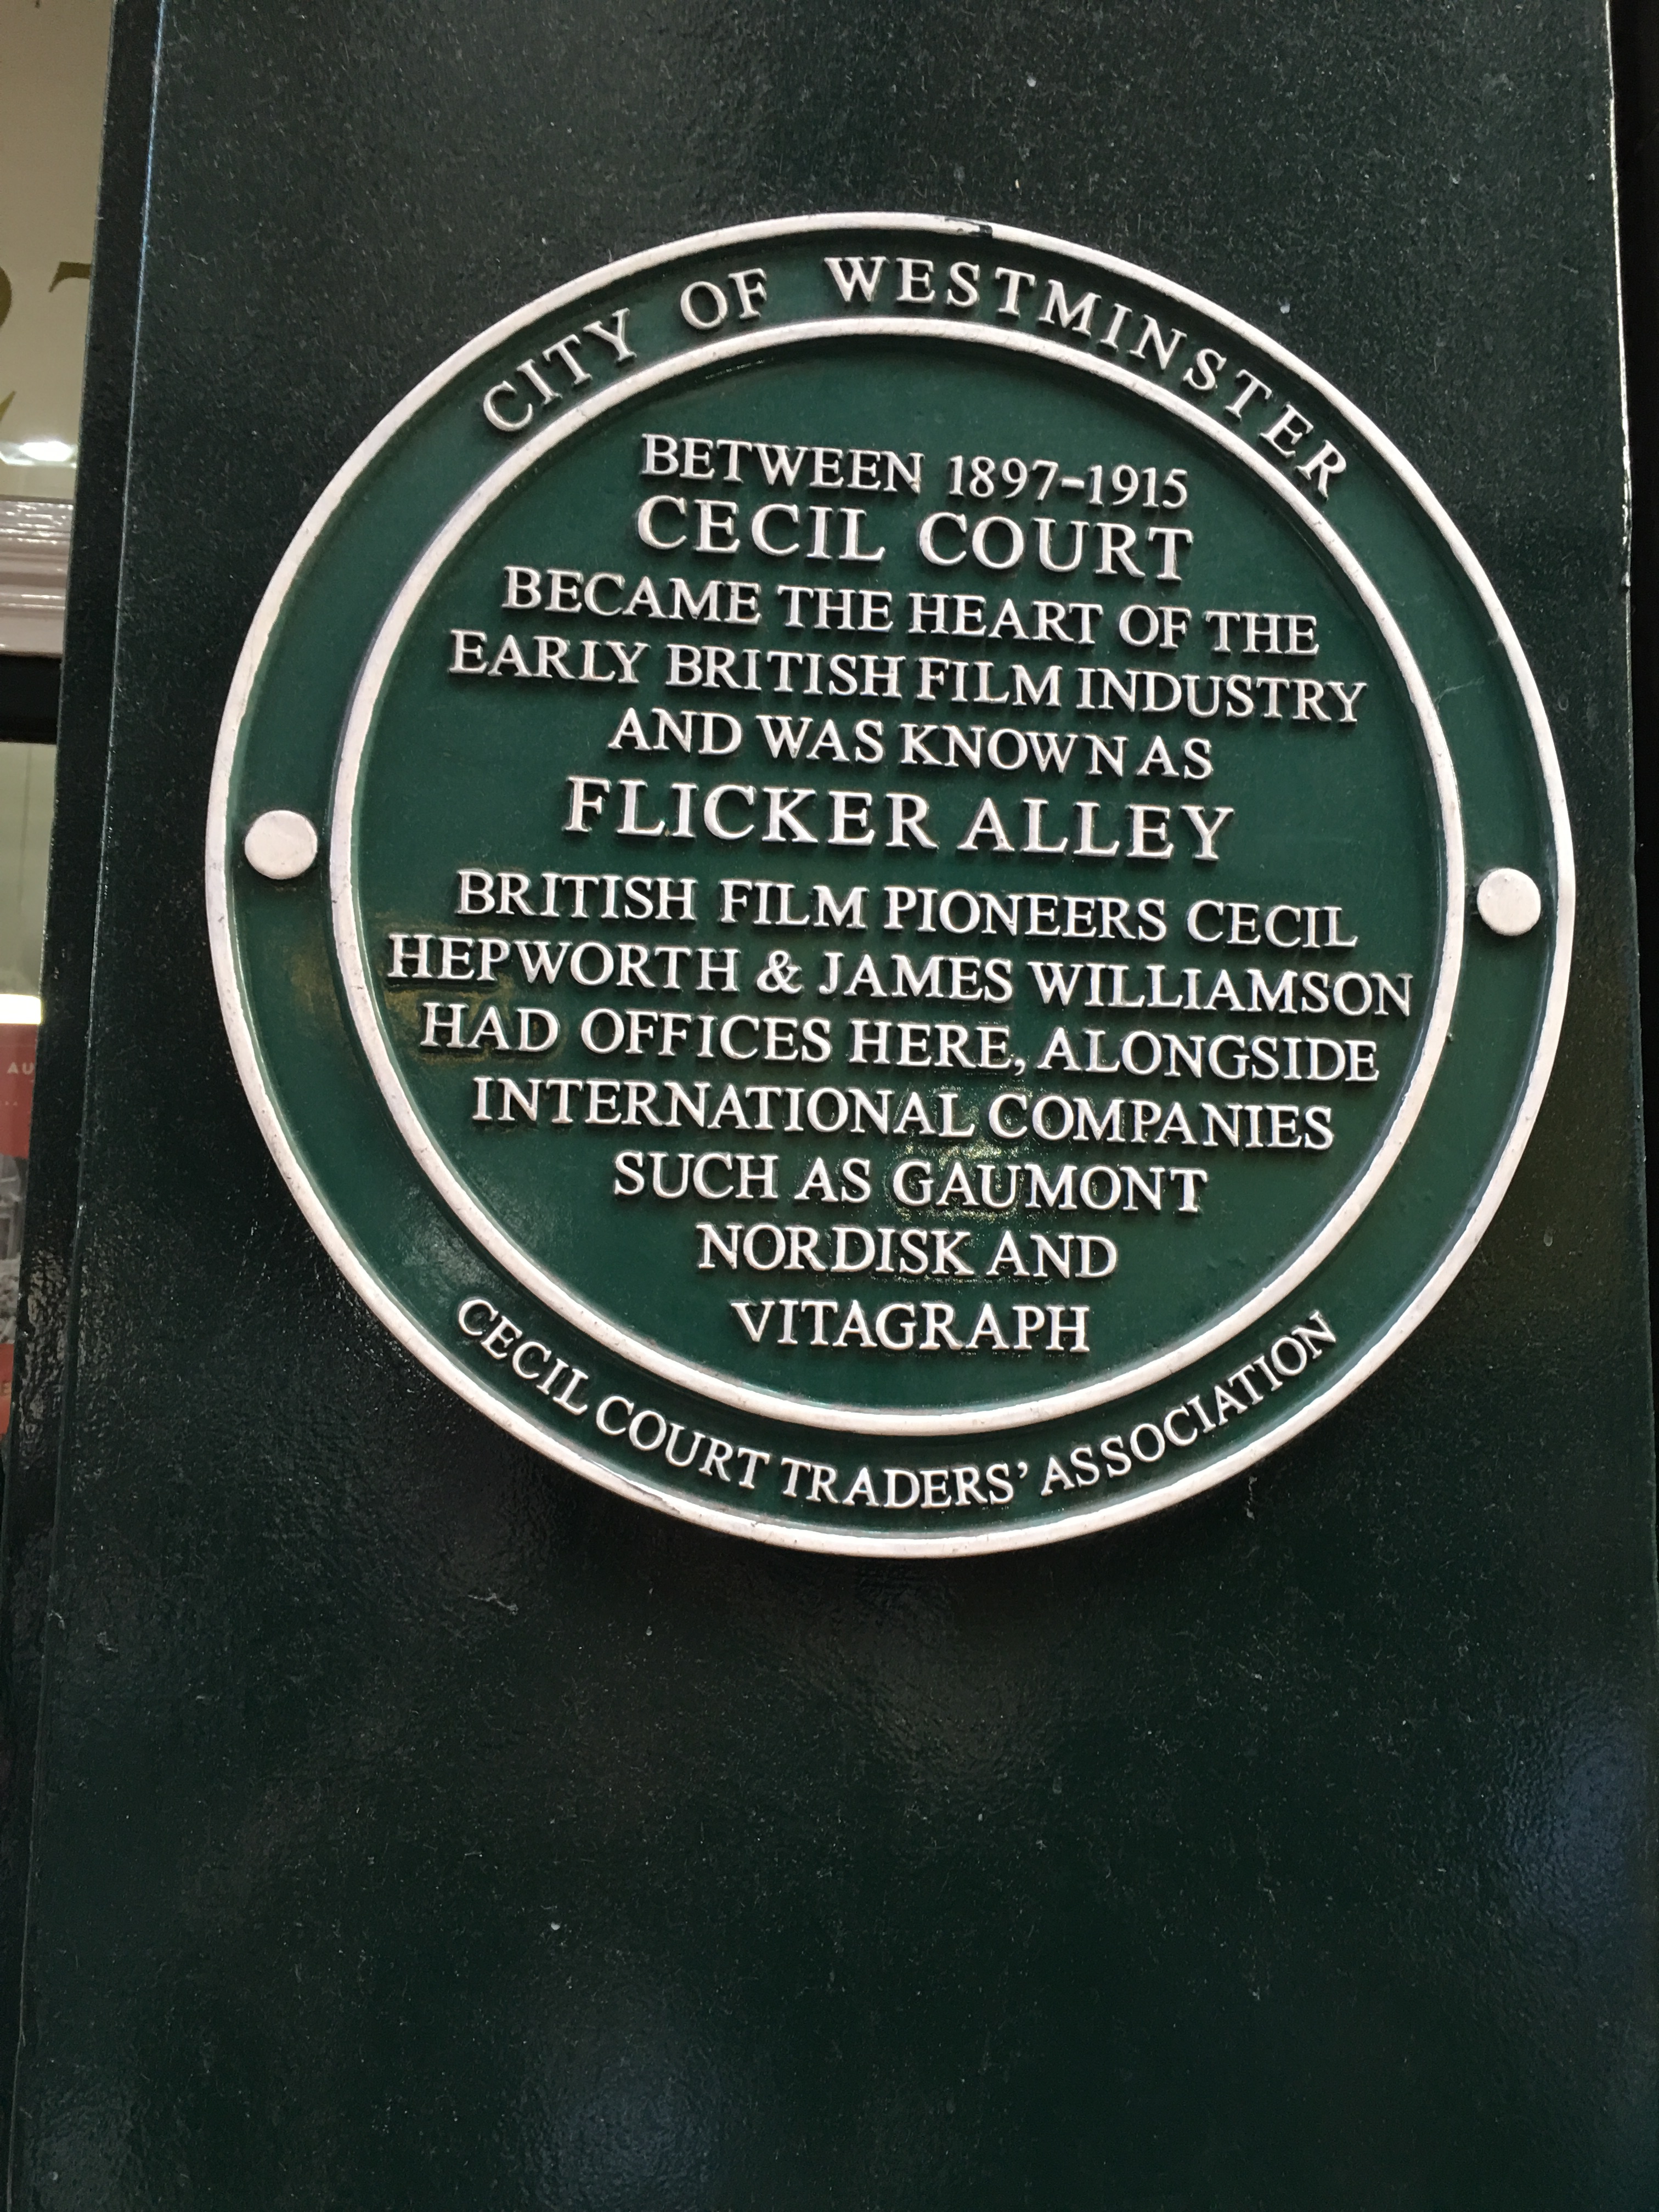 CITY OF WESTMINSTER
BETWEEN 1897-1915
CECIL COURT
BECAME THE HEART OF THE
EARLY BRITISH FILM INDUSTRY
AND WAS KNOWN AS
FLICKER ALLEY
BRITISH FILM PIONEERS CECIL
HEPWORTH & JAMES WILLIAMSON
HAD OFFICES HERE, ALONGSIDE
INTERNATIONAL COMPANIES
SUCH AS GAUMONT
NORDISK AND
VITAGRAPH
CECIL COURT TRADERS' ASSOCIATION
AU